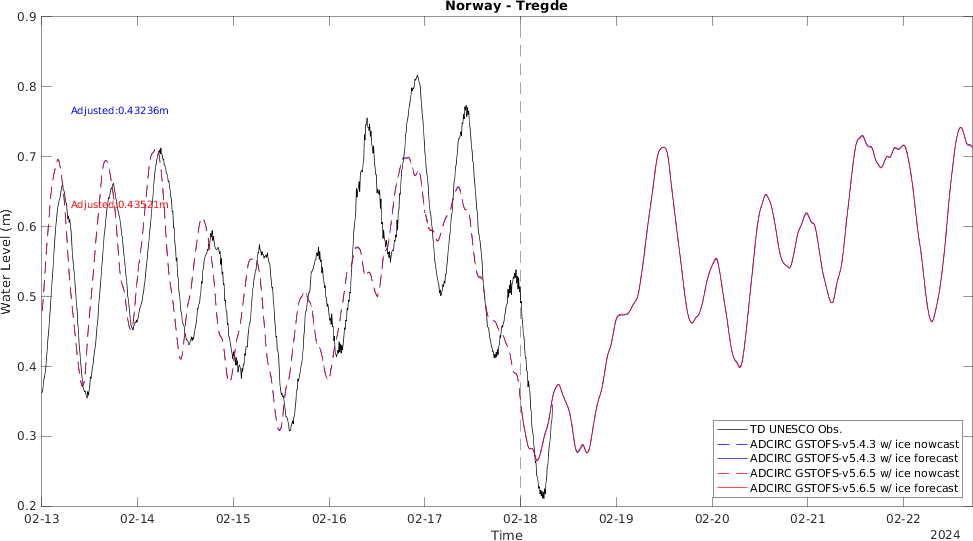 Norway - Tregde
0.9
0.8
0.7
0.6
0.5
0.4
0.3
0.2
Water Level (m)
Adjusted:0.43236m
Adjusted:0.43521m
TD UNESCO Obs.
ADCIRC GSTOFS-v5.4.3 w/ ice nowcast
ADCIRC GSTOFS-v5.4.3 w/ ice forecast
ADCIRC GSTOFS-v5.6.5 w/ ice nowcast
ADCIRC GSTOFS-v5.6.5 w/ ice forecast
02-13 02-14 02-15 02-16 02-17 02-18 02-19 02-20 02-21 02-22
Time
2024